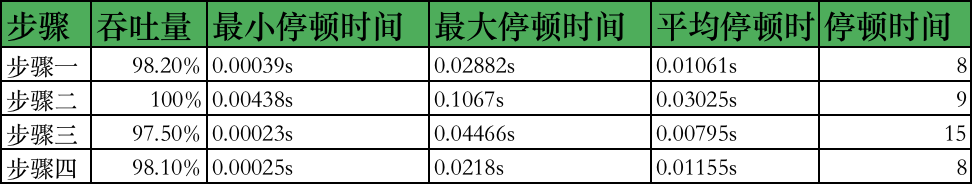 步骤 吞吐量 最小停顿时间 最大停顿时间 平均停顿时 停顿时间
步骤一 98.20% 0.00039s 0.02882s 0.01061s 8
步骤二 100% 0.00438s 0.1067s 0.03025s 9
步骤三 97.50% 0.00023s 0.04466s 0.00795s 15
步骤四 98.10% 0.00025s 0.0218s 0.01155s 8